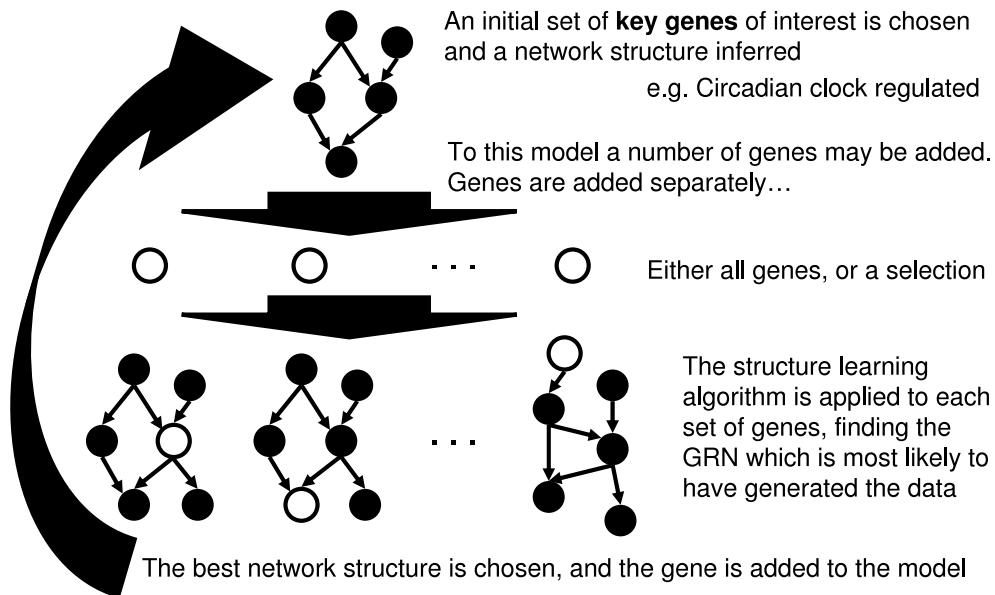 An initial set of key genes of interest is chosen
and a network structure inferred
e.g. Circadian clock regulated
To this model a number of genes may be added.
Genes are added separately…
. . .
Either all genes, or a selection
The structure learning
algorithm is applied to each
set of genes, finding the
GRN which is most likely to
have generated the data
. . .
The best network structure is chosen, and the gene is added to the model